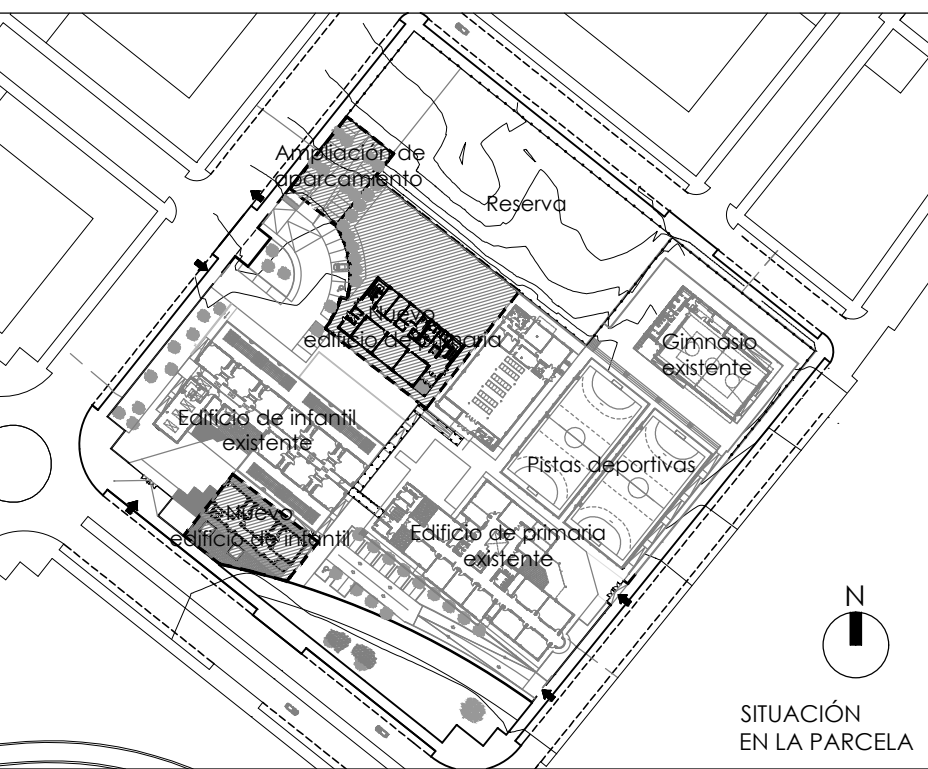 Ampliación de
aparcamiento
Reserva
Nuevo
edificio de primaria
Gimnasio
existente
Edificio de infantil
existente
Pistas deportivas
Nuevo
edificio de infantil
Edificio de primaria
existente
N
SITUACIÓN
EN LA PARCELA